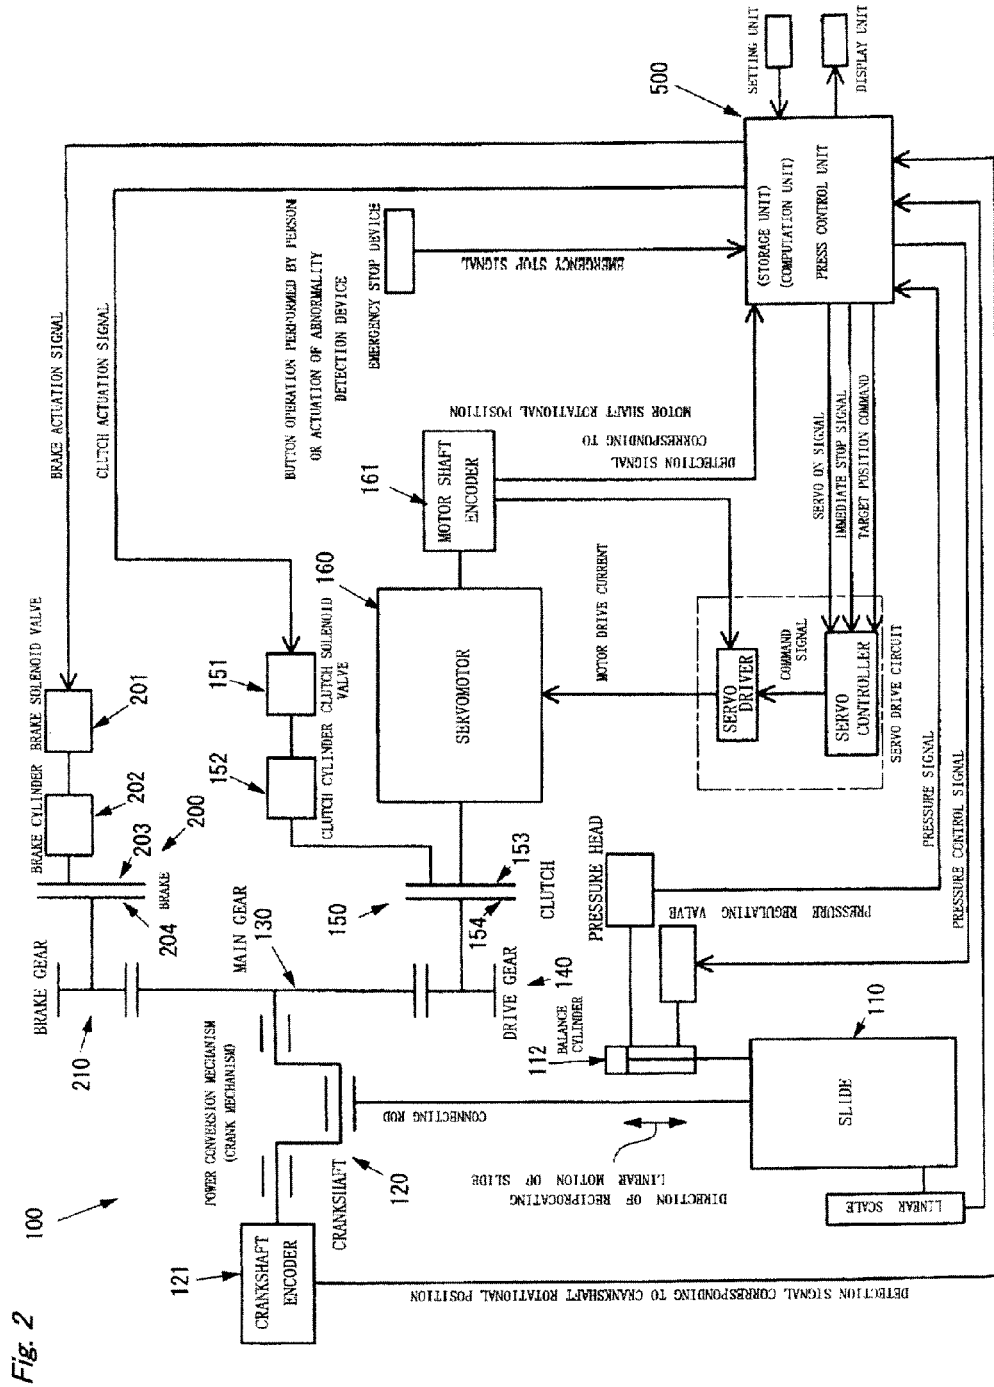 Fig. 2
100
121
CRANKSHAFT
ENCODER
CRANKSHAFT
120
POWER CONVERSION MECHANISM
(CRANK MECHANISM)
210
BRAKE GEAR
MAIN GEAR
130
DRIVE GEAR
140
204
203
200
BRAKE
BRAKE CYLINDER
202
BRAKE SOLENOID VALVE
201
BRAKE ACTUATION SIGNAL
CLUTCH ACTUATION SIGNAL
150
154
153
CLUTCH
CLUTCH CYLINDER
152
CLUTCH SOLENOID
VALVE
151
SERVOMOTOR
160
MOTOR SHAFT
ENCODER
161
DETECTION SIGNAL
CORRESPONDING TO
MOTOR SHAFT ROTATIONAL POSITION
BUTTON OPERATION PERFORMED BY PERSON
OR ACTUATION OF ABNORMALITY
DETECTION DEVICE
EMERGENCY STOP DEVICE
EMERGENCY STOP SIGNAL
500
(STORAGE UNIT)
(COMPUTATION UNIT)
PRESS CONTROL UNIT
SETTING UNIT
DISPLAY UNIT
MOTOR DRIVE CURRENT
SERVO
DRIVER
COMMAND
SIGNAL
SERVO
CONTROLLER
SERVO DRIVE CIRCUIT
SERVO ON SIGNAL
IMMEDIATE STOP SIGNAL
TARGET POSITION COMMAND
PRESSURE HEAD
PRESSURE REGULATING VALVE
PRESSURE SIGNAL
PRESSURE CONTROL SIGNAL
112
BALANCE
CYLINDER
CONNECTING
ROD
DIRECTION OF RECIPROCATING
LINEAR MOTION OF SLIDE
SLIDE
110
LINEAR SCALE
DETECTION SIGNAL CORRESPONDING TO CRANKSHAFT ROTATIONAL POSITION